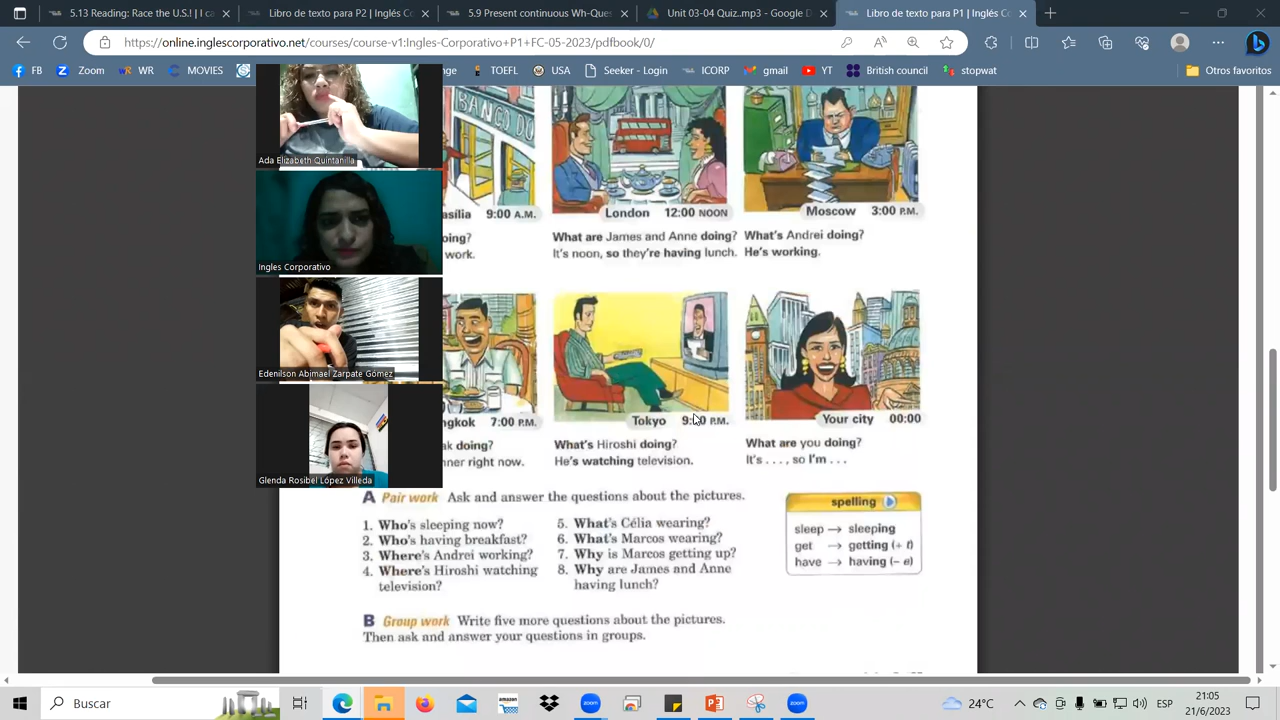 5.13 Reading: Race the U.S.! | I ca
Libro de texto para P2 | Inglés Co
5.9 Present continuous Wh-Ques
Unit 03-04 Quiz..mp3 - Google D
Libro de texto para P1 | Inglés Co
https://online.inglescorporativo.net/courses/course-v1:Ingles-Corporativo+P1+FC-05-2023/pdfbook/0/
FB
Zoom
WR
MOVIES
nge
TOEFL
USA
Seeker - Login
ICORP
gmail
YT
British council
stopwat
Otros favoritos
BANCO DU
Ada Elizabeth Quintanilla
Ingles Corporativo
Edenilson Abimael Zarpate Gómez
Glenda Rosibel López Villeda
asília 9:00 A.M.
London 12:00 NOON
Moscow 3:00 P.M.
oing?
work.
What are James and Anne doing?
It's noon, so they're having lunch.
What's Andrei doing?
He's working.
gkok 7:00 P.M.
Tokyo 9:00 P.M.
Your city 00:00
ak doing?
nner right now.
What's Hiroshi doing?
He's watching television.
What are you doing?
It's . . . , so I'm . . .
A Pair work Ask and answer the questions about the pictures.
1. Who's sleeping now?
2. Who's having breakfast?
3. Where's Andrei working?
4. Where's Hiroshi watching
television?
5. What's Célia wearing?
6. What's Marcos wearing?
7. Why is Marcos getting up?
8. Why are James and Anne
having lunch?
spelling
sleep → sleeping
get → getting (+ t)
have → having (– e)
B Group work Write five more questions about the pictures.
Then ask and answer your questions in groups.
Buscar
24°C
ESP
21:05
21/6/2023